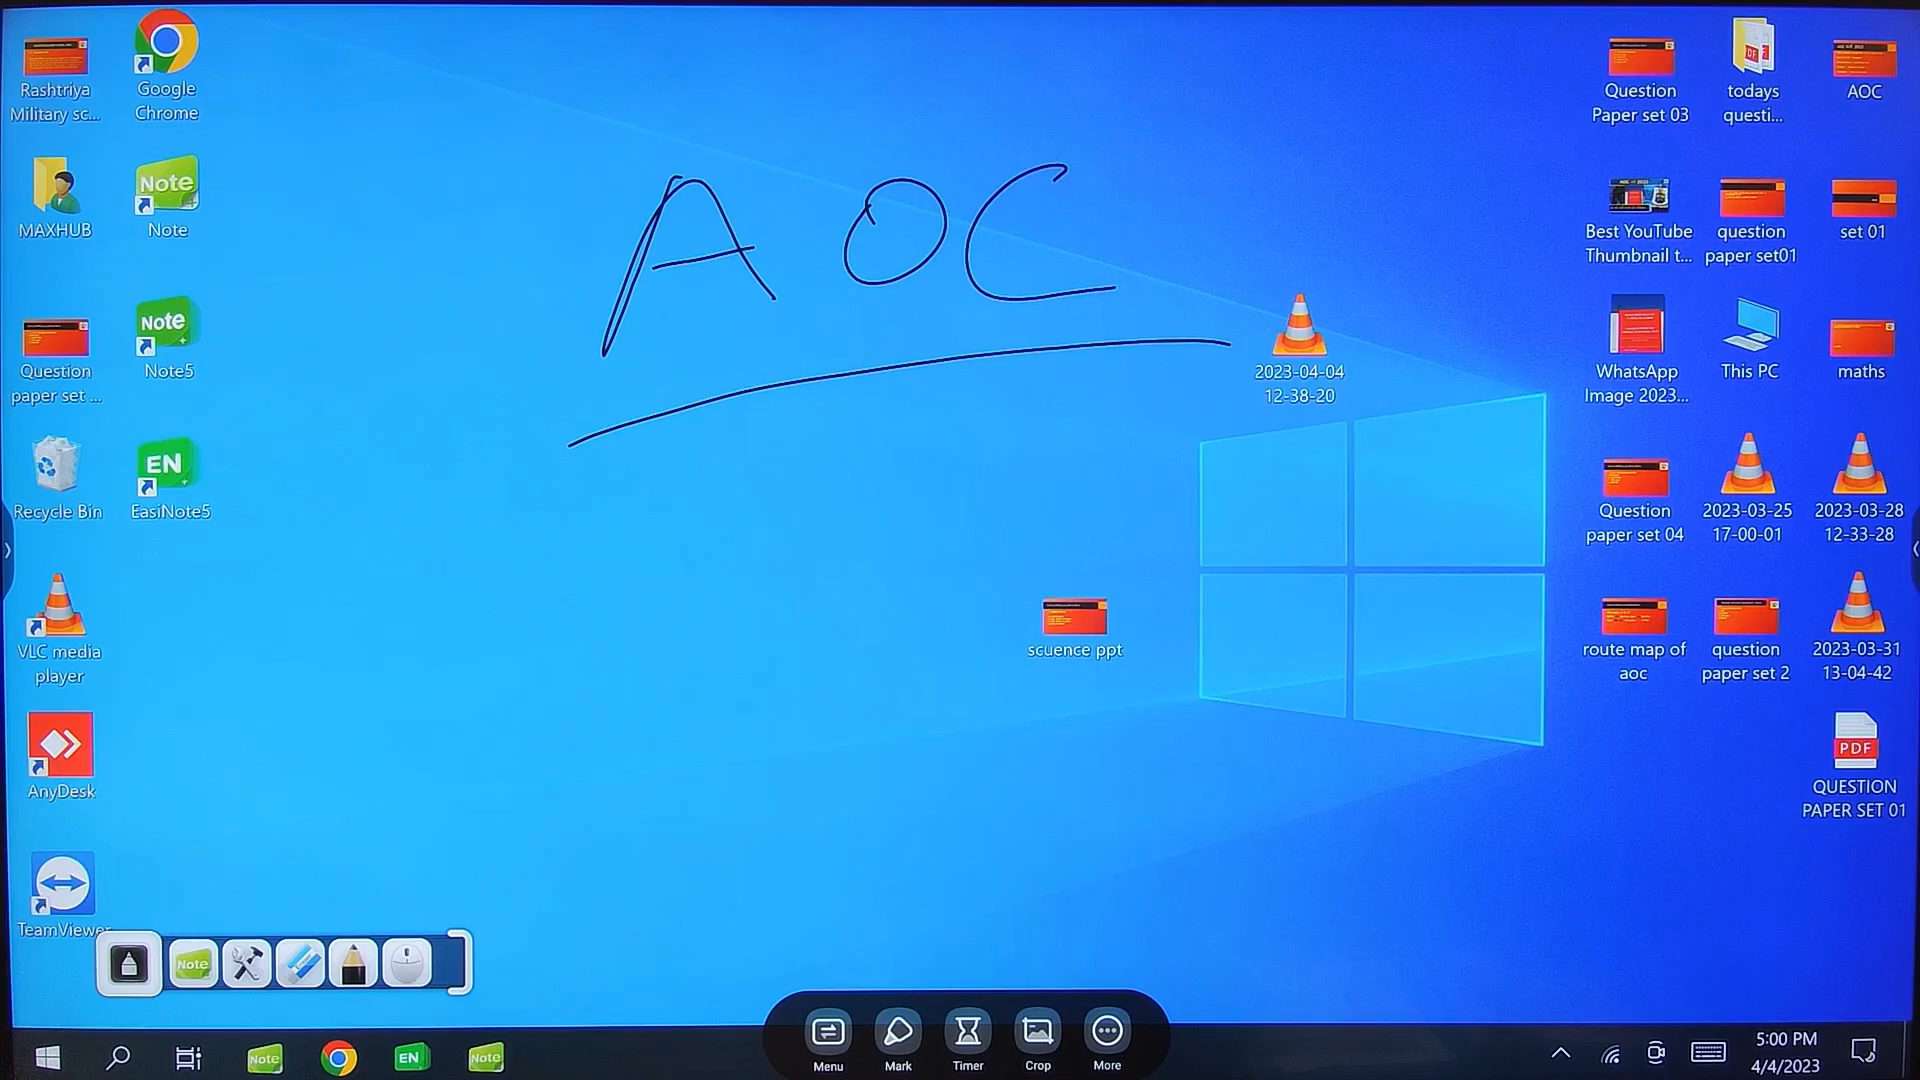 Rashtriya
Military sc...
Google
Chrome
MAXHUB
Note
Note
Question
paper set ...
Note
Note5
Recycle Bin
EN
EasiNote5
VLC media
player
AnyDesk
TeamViewer
AOC
2023-04-04
12-38-20
scuence ppt
Question
Paper set 03
todays
questi...
AOC
Best YouTube
Thumbnail t...
question
paper set01
set 01
WhatsApp
Image 2023...
This PC
maths
Question
paper set 04
2023-03-25
17-00-01
2023-03-28
12-33-28
route map of
aoc
question
paper set 2
2023-03-31
13-04-42
PDF
QUESTION
PAPER SET 01
Note
Note
EN
Note
Menu
Mark
Timer
Crop
More
5:00 PM
4/4/2023